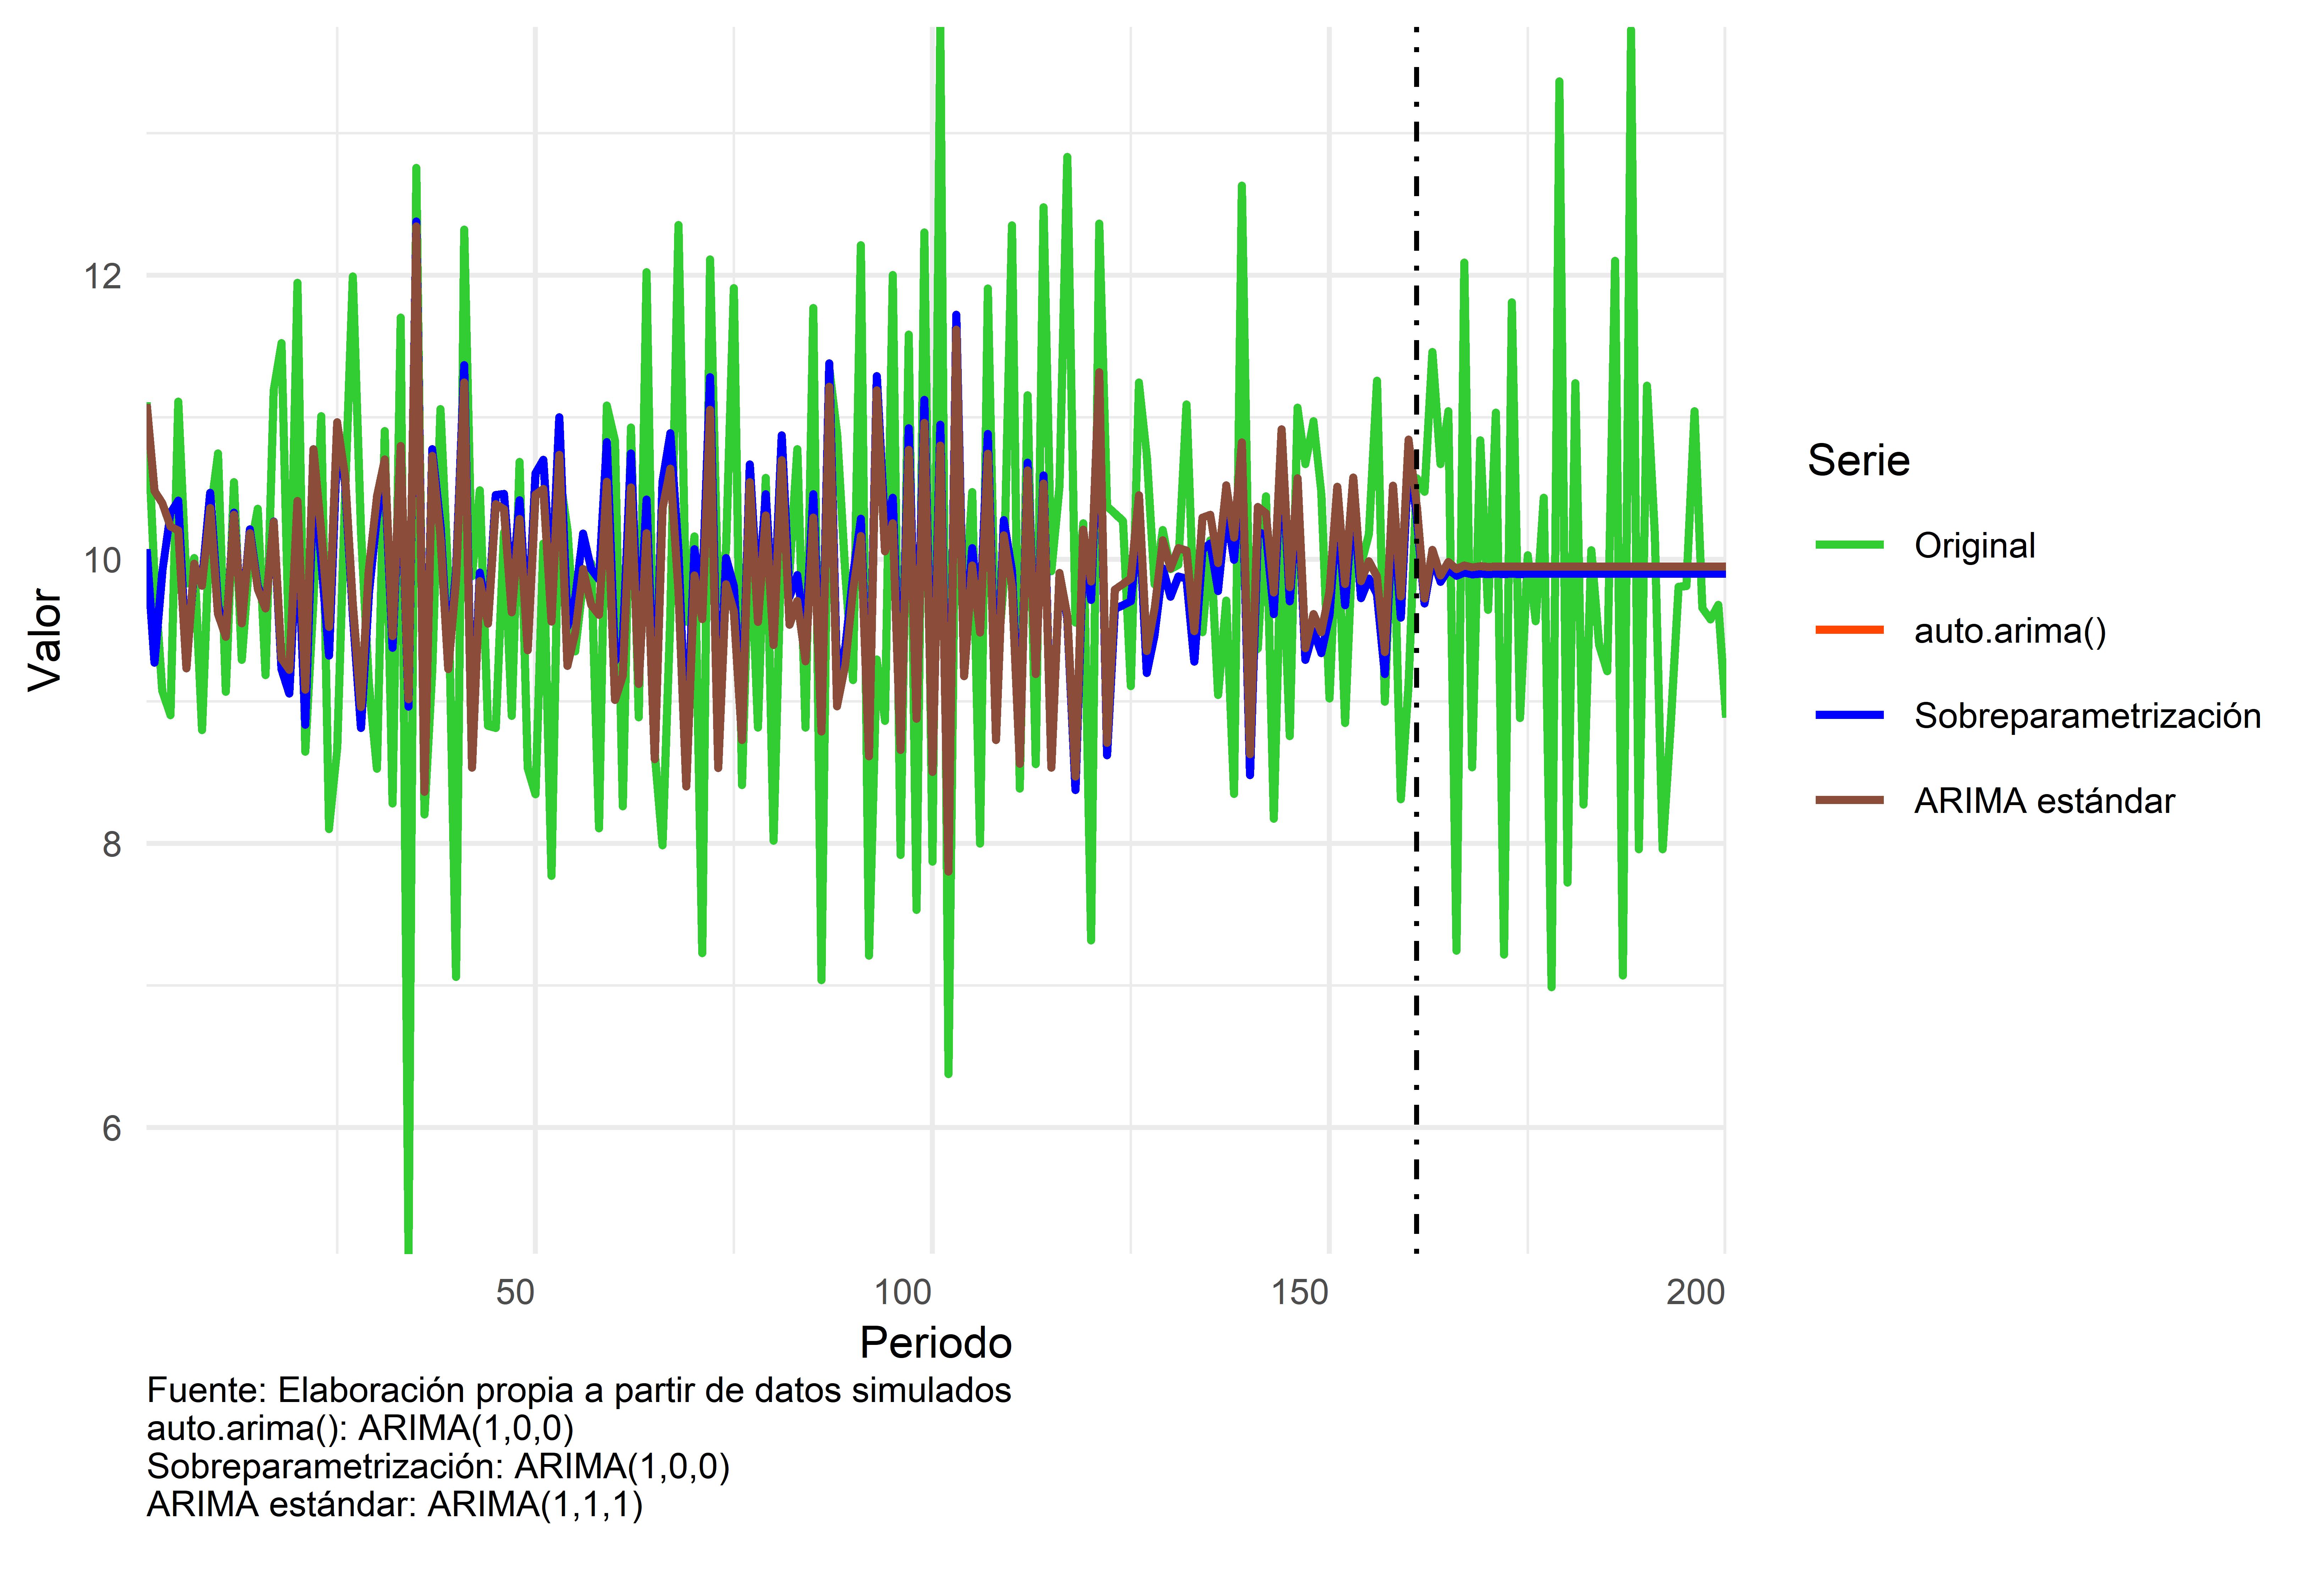 Valor
12
10
8
6
50
100
150
200
Periodo
Serie
Original
auto.arima()
Sobreparametrización
ARIMA estándar
Fuente: Elaboración propia a partir de datos simulados
auto.arima(): ARIMA(1,0,0)
Sobreparametrización: ARIMA(1,0,0)
ARIMA estándar: ARIMA(1,1,1)